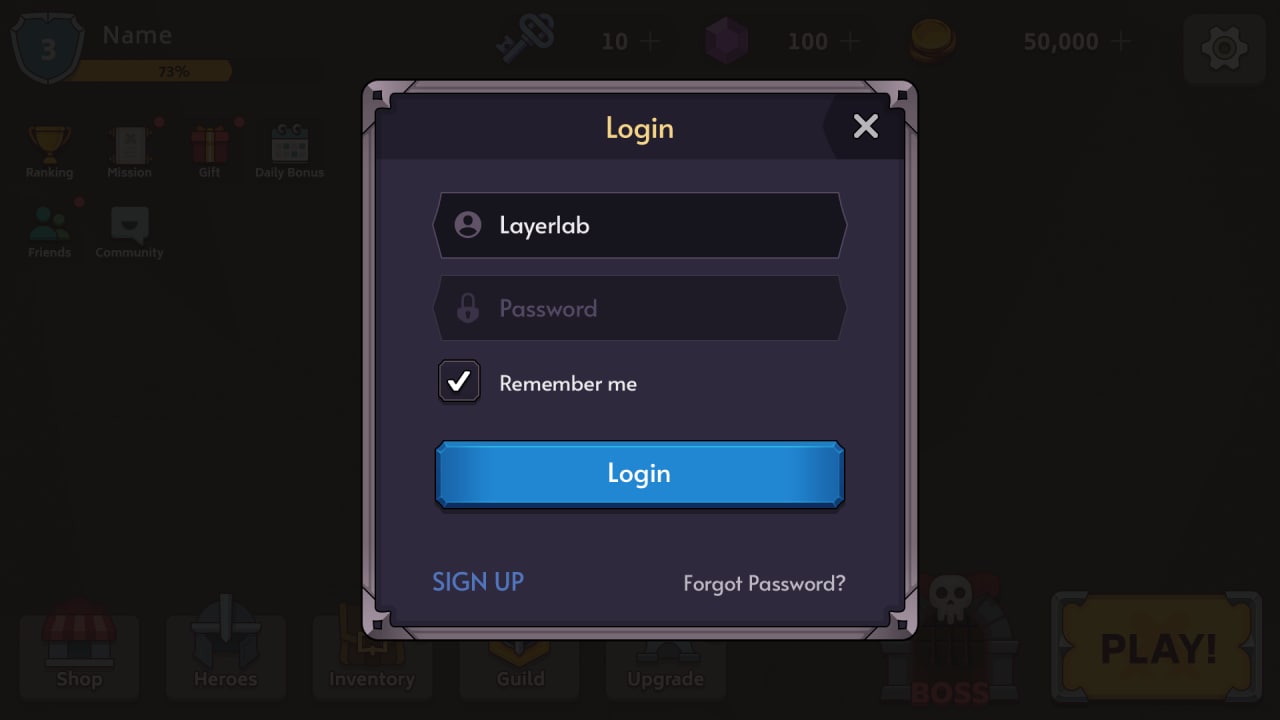 3
Name
73%
10
100
50,000
Ranking
Mission
Gift
Daily Bonus
Friends
Community
Login
Layerlab
Password
Remember me
Login
SIGN UP
Forgot Password?
Shop
Heroes
Inventory
Guild
Upgrade
BOSS
PLAY!